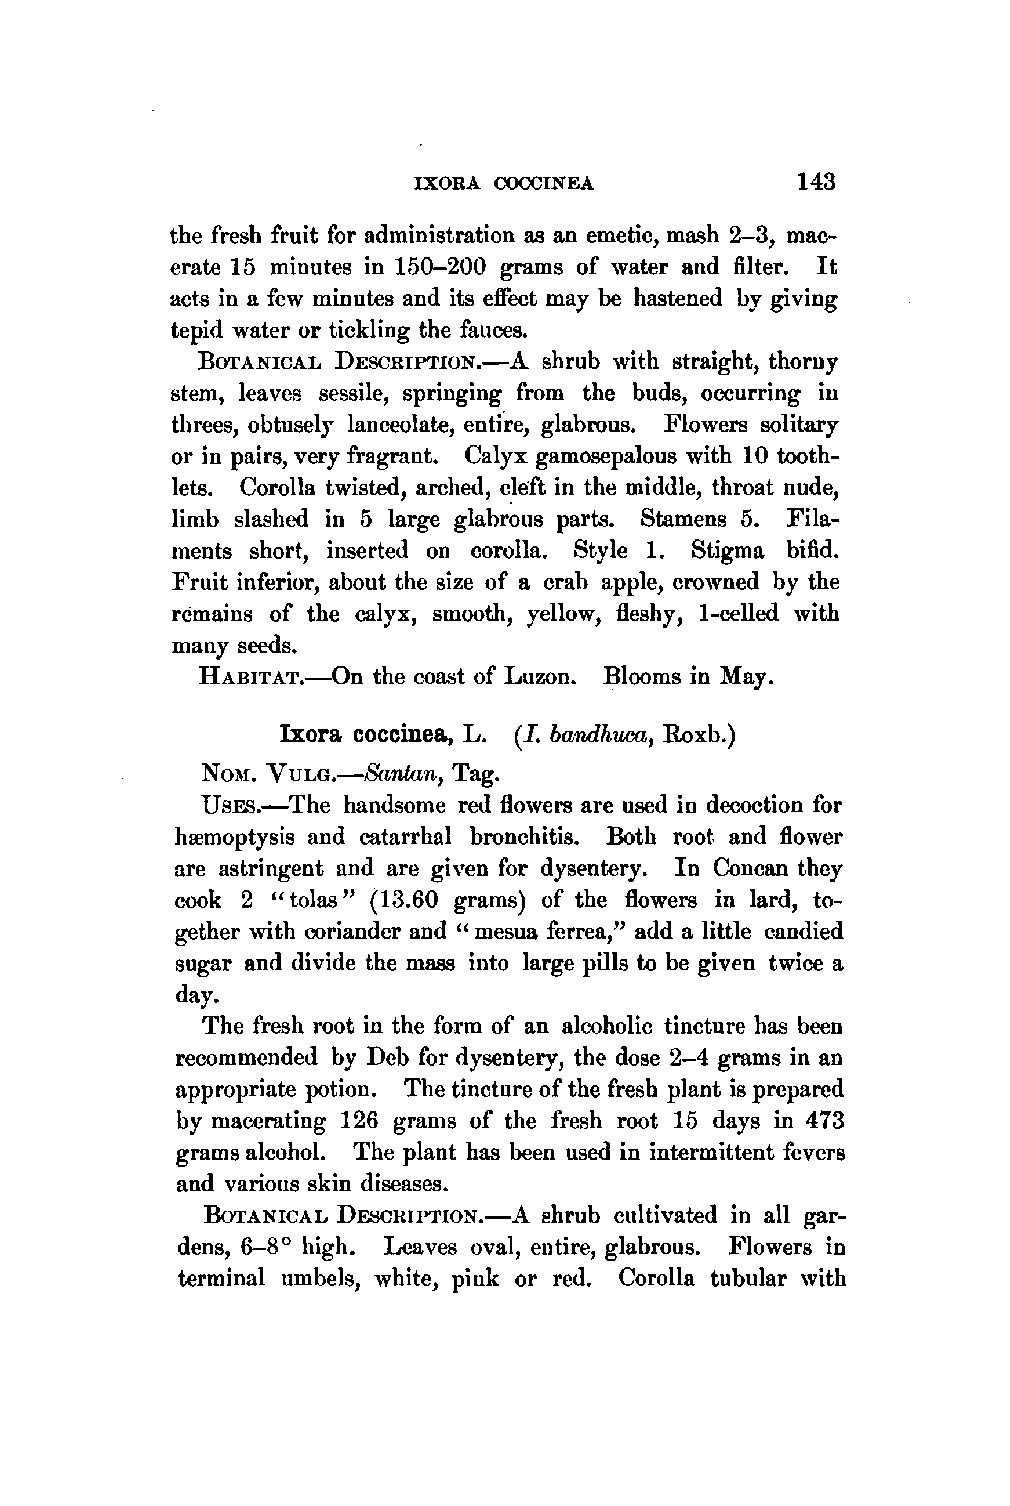 IXORA COCCINEA 143
the fresh fruit for administration as an emetic, mash 2–3, mac-
erate 15 minutes in 150–200 grams of water and filter. It
acts in a few minutes and its effect may be hastened by giving
tepid water or tickling the fauces.
BOTANICAL DESCRIPTION.—A shrub with straight, thorny
stem, leaves sessile, springing from the buds, occurring in
threes, obtusely lanceolate, entire, glabrous. Flowers solitary
or in pairs, very fragrant. Calyx gamosepalous with 10 tooth-
lets. Corolla twisted, arched, cleft in the middle, throat nude,
limb slashed in 5 large glabrous parts. Stamens 5. Fila-
ments short, inserted on corolla. Style 1. Stigma bifid.
Fruit inferior, about the size of a crab apple, crowned by the
remains of the calyx, smooth, yellow, fleshy, 1-celled with
many seeds.
HABITAT.—On the coast of Luzon. Blooms in May.
Ixora coccinea, L. (I. bandhuca, Roxb.)
NOM. VULG.—Santan, Tag.
USES.—The handsome red flowers are used in decoction for
hæmoptysis and catarrhal bronchitis. Both root and flower
are astringent and are given for dysentery. In Concan they
cook 2 “tolas” (13.60 grams) of the flowers in lard, to-
gether with coriander and “mesua ferrea,” add a little candied
sugar and divide the mass into large pills to be given twice a
day.
The fresh root in the form of an alcoholic tincture has been
recommended by Deb for dysentery, the dose 2–4 grams in an
appropriate potion. The tincture of the fresh plant is prepared
by macerating 126 grams of the fresh root 15 days in 473
grams alcohol. The plant has been used in intermittent fevers
and various skin diseases.
BOTANICAL DESCRIPTION.—A shrub cultivated in all gar-
dens, 6–8° high. Leaves oval, entire, glabrous. Flowers in
terminal umbels, white, pink or red. Corolla tubular with